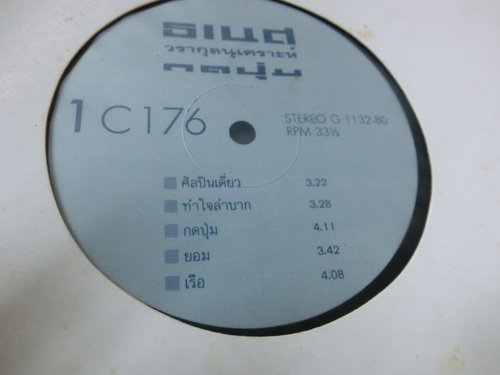 ธเนศ
วรากุลนุเคราะห์
กดปุ่ม
1 C176
STEREO G 1132-80
RPM 33⅓
ศิลปินเดี่ยว 3.22
ทำใจลำบาก 3.28
กดปุ่ม 4.11
ยอม 3.42
เรือ 4.08